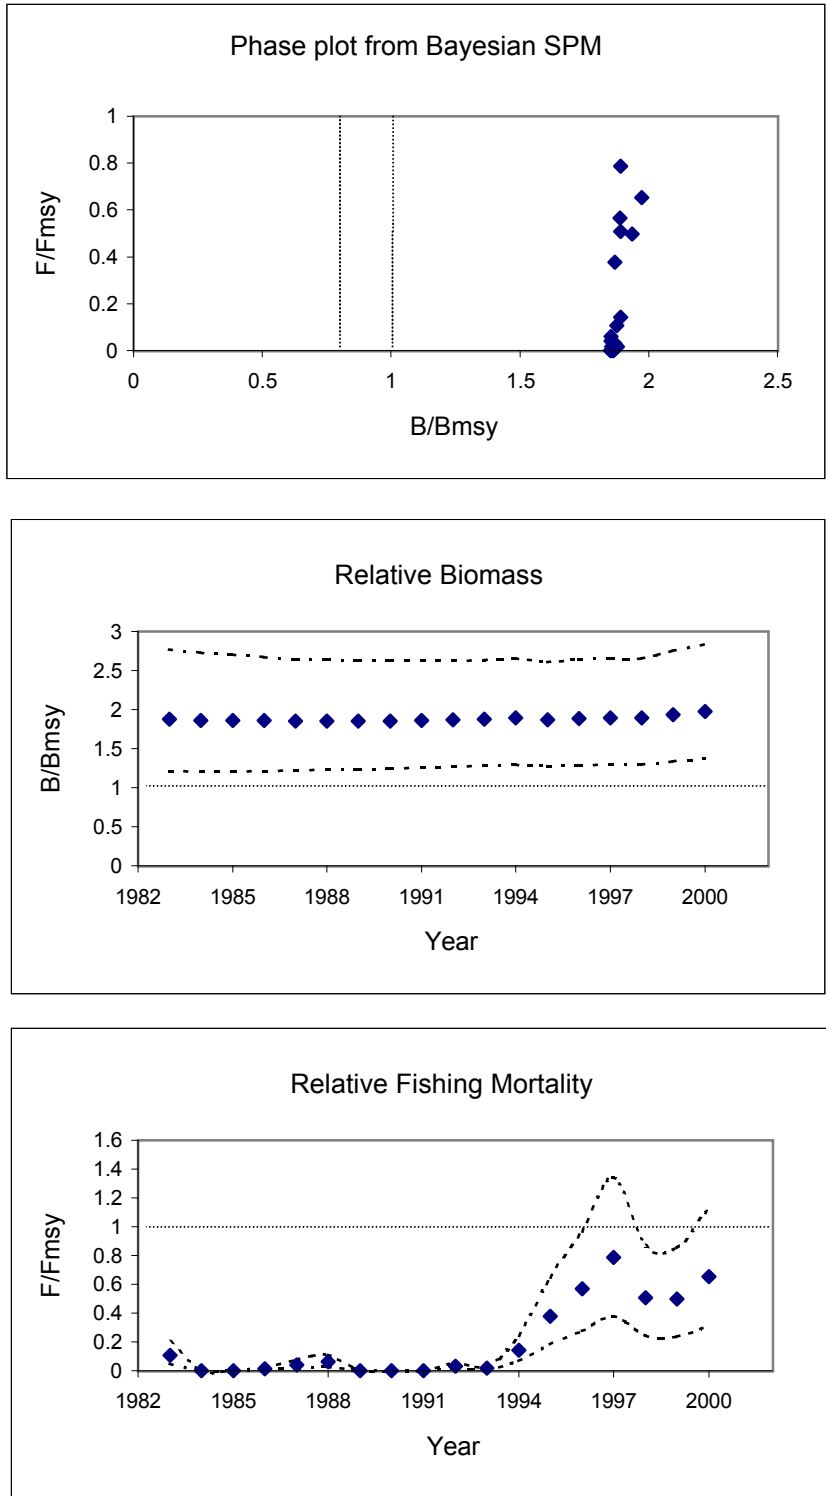 Phase plot from Bayesian SPM
1
0.8
0.6
0.4
0.2
0
F/Fmsy
0 0.5 1 1.5 2 2.5
B/Bmsy
Relative Biomass
3
2.5
2
1.5
1
0.5
0
B/Bmsy
1982 1985 1988 1991 1994 1997 2000
Year
Relative Fishing Mortality
1.6
1.4
1.2
1
0.8
0.6
0.4
0.2
0
F/Fmsy
1982 1985 1988 1991 1994 1997 2000
Year